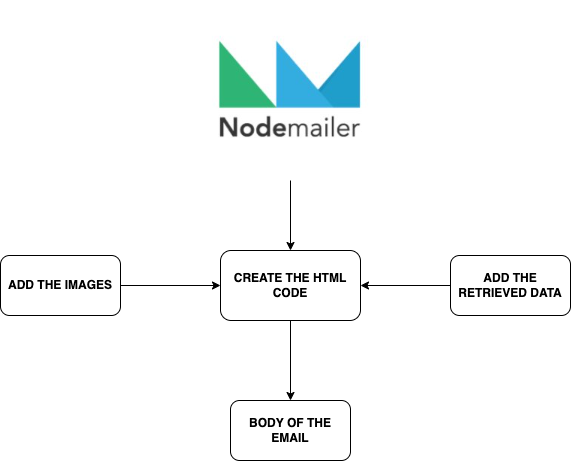 Nodemailer
ADD THE IMAGES
CREATE THE HTML
CODE
ADD THE
RETRIEVED DATA
BODY OF THE
EMAIL